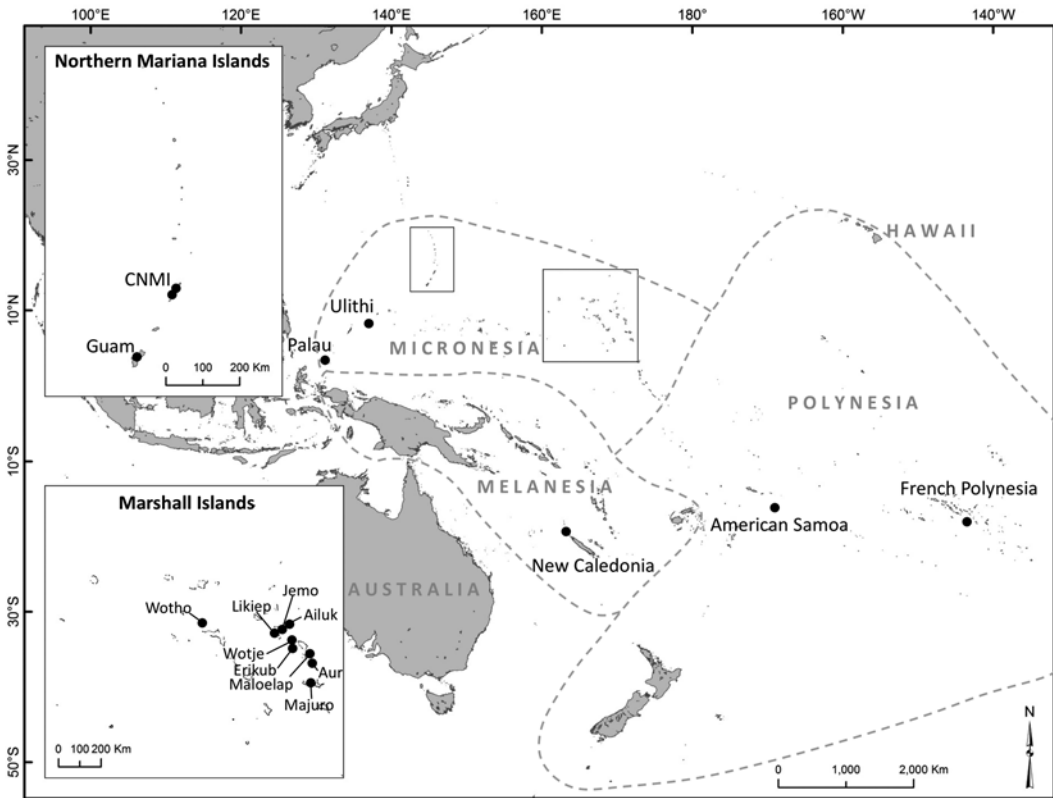 100°E 120°E 140°E 160°E 180° 160°W 140°W
Northern Mariana Islands
CNMI
Guam
0 100 200 Km
30°N
10°N
10°S
30°S
50°S
HAWAII
Ulithi
Palau
MICRONESIA
POLYNESIA
MELANESIA
French Polynesia
American Samoa
New Caledonia
AUSTRALIA
Marshall Islands
Jemo
Likiep
Ailuk
Wotho
Wotje
Erikub
Aur
Maloelap
Majuro
0 100 200 Km
N
0 1,000 2,000 Km